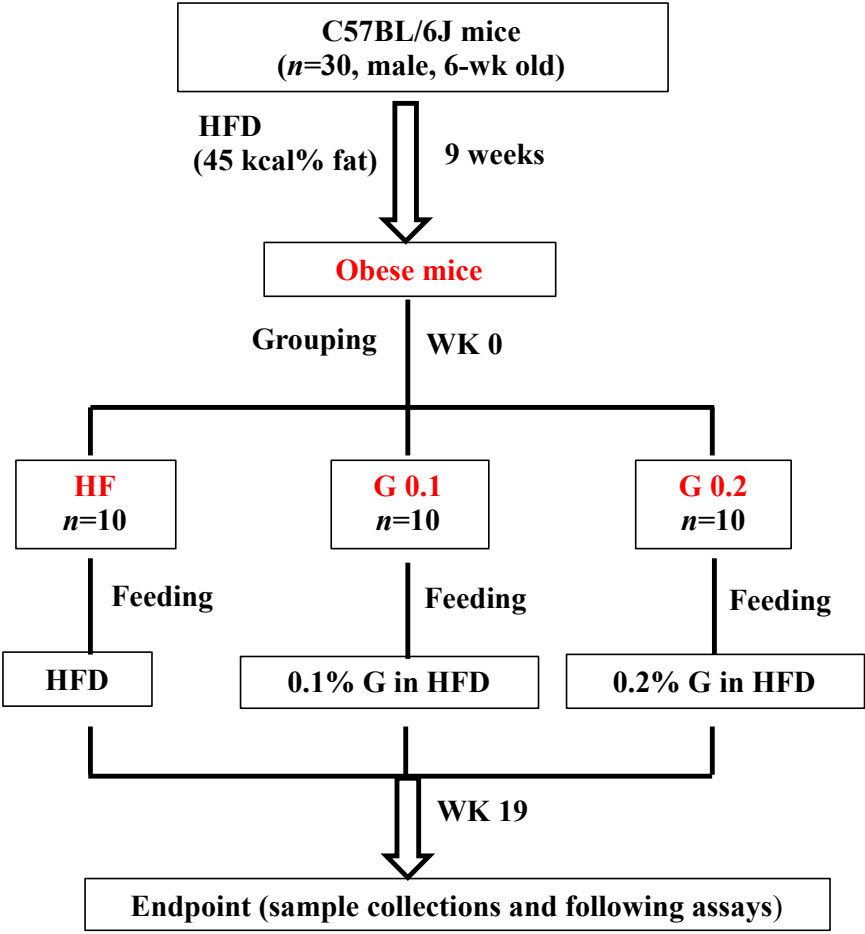 C57BL/6J mice
(n=30, male, 6-wk old)
HFD
(45 kcal% fat)
9 weeks
Obese mice
Grouping
WK 0
HF
n=10
G 0.1
n=10
G 0.2
n=10
Feeding
Feeding
Feeding
HFD
0.1% G in HFD
0.2% G in HFD
WK 19
Endpoint (sample collections and following assays)